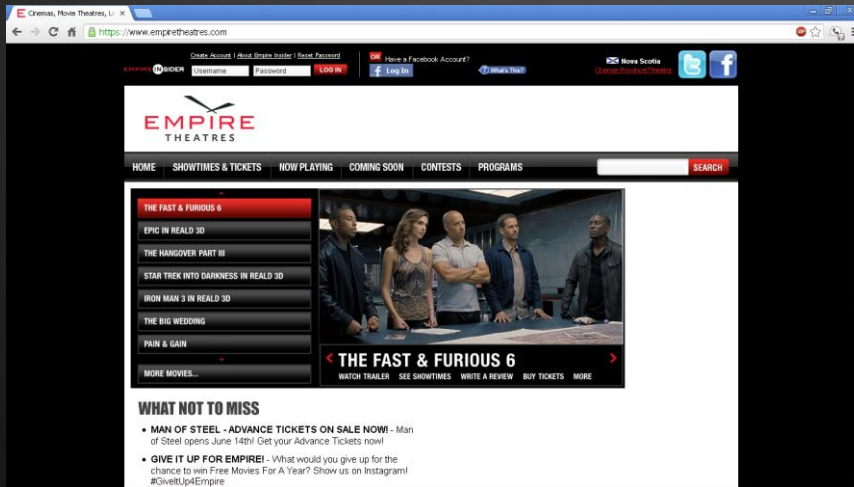 Cinemas, Movie Theatres, Li
https://www.empiretheatres.com
Create Account | About Empire Insider | Reset Password
EMPIRE INSIDER
Username
Password
LOG IN
OR
Have a Facebook Account?
f Log In
What's This?
Nova Scotia
Change Province/Theatre
EMPIRE
THEATRES
HOME
SHOWTIMES & TICKETS
NOW PLAYING
COMING SOON
CONTESTS
PROGRAMS
SEARCH
THE FAST & FURIOUS 6
EPIC IN REALD 3D
THE HANGOVER PART III
STAR TREK INTO DARKNESS IN REALD 3D
IRON MAN 3 IN REALD 3D
THE BIG WEDDING
PAIN & GAIN
MORE MOVIES...
THE FAST & FURIOUS 6
WATCH TRAILER SEE SHOWTIMES WRITE A REVIEW BUY TICKETS MORE
WHAT NOT TO MISS
• MAN OF STEEL - ADVANCE TICKETS ON SALE NOW! - Man
of Steel opens June 14th! Get your Advance Tickets now!
• GIVE IT UP FOR EMPIRE! - What would you give up for the
chance to win Free Movies For A Year? Show us on Instagram!
#GiveItUp4Empire